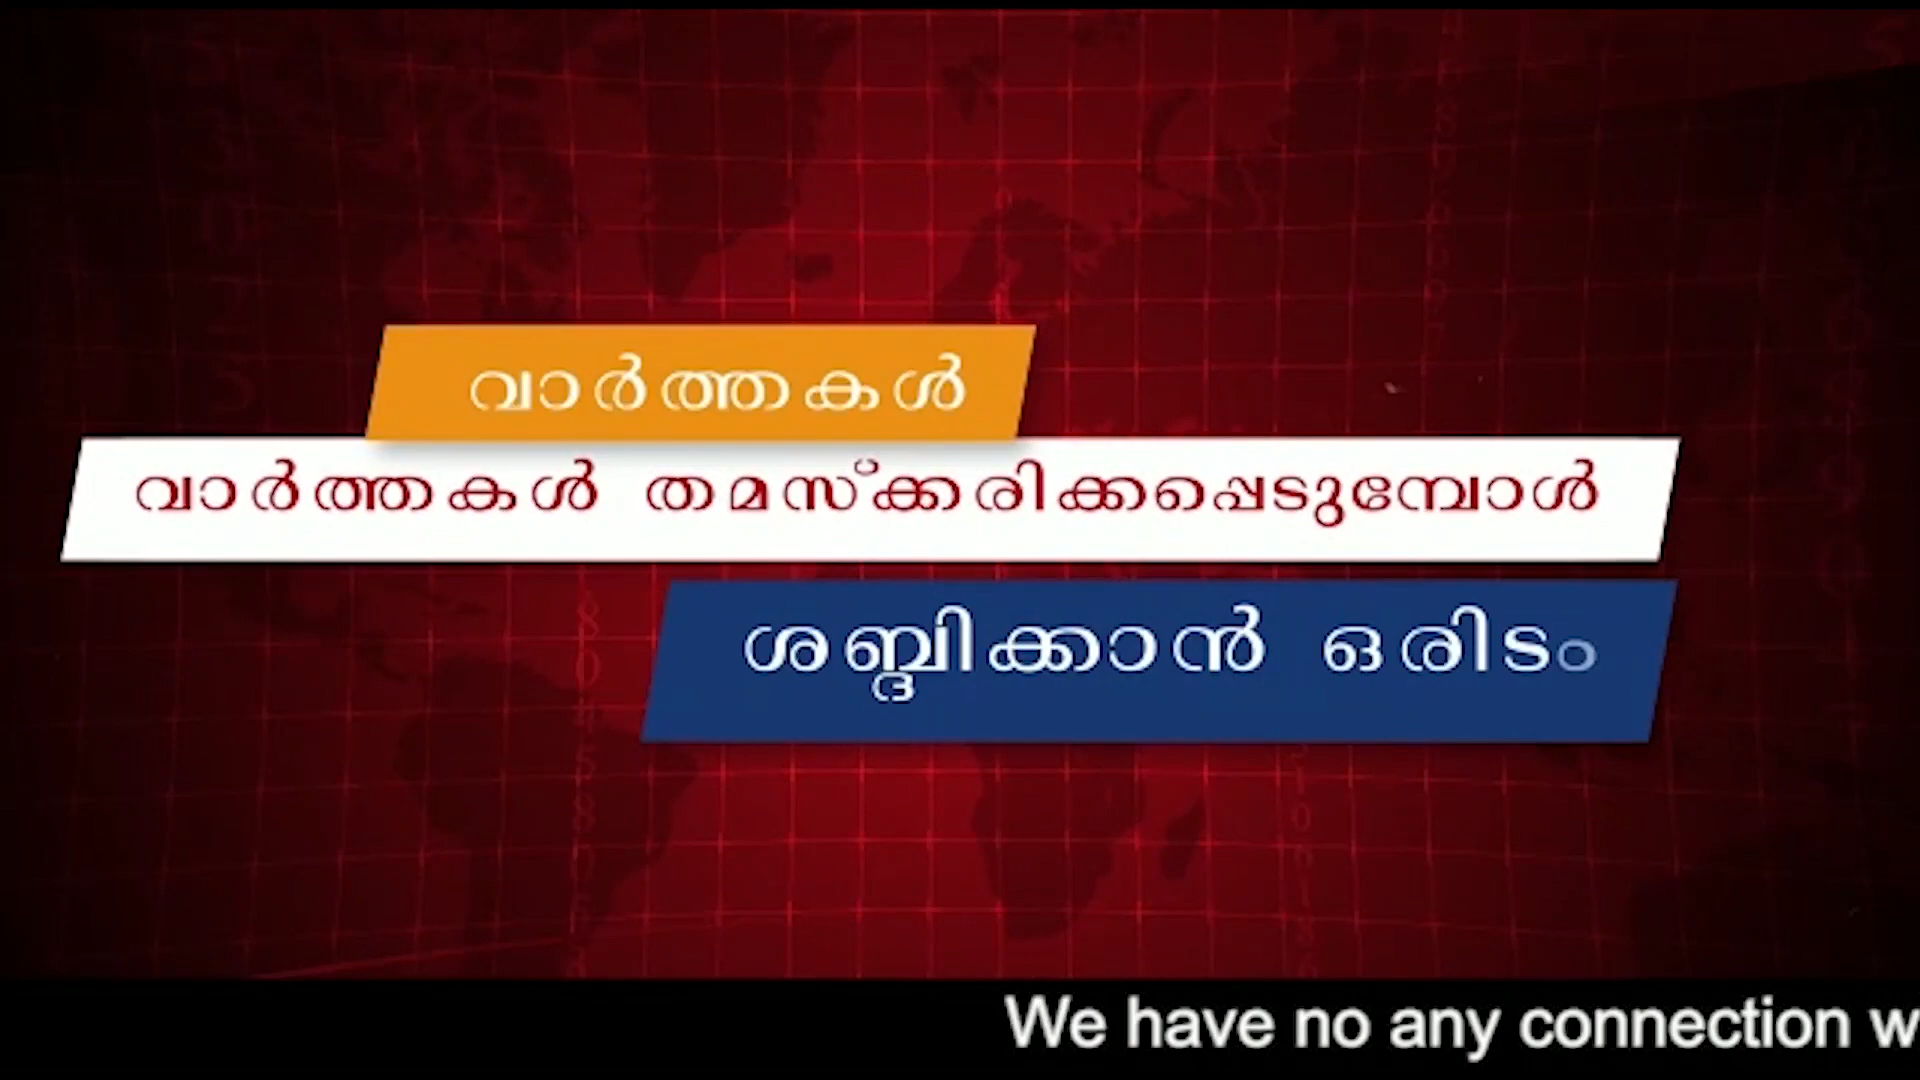 വാർത്തകൾ
വാർത്തകൾ തമസ്ക്കരിക്കപ്പെടുമ്പോൾ
ശബ്ദിക്കാൻ ഒരിടം
We have no any connection w